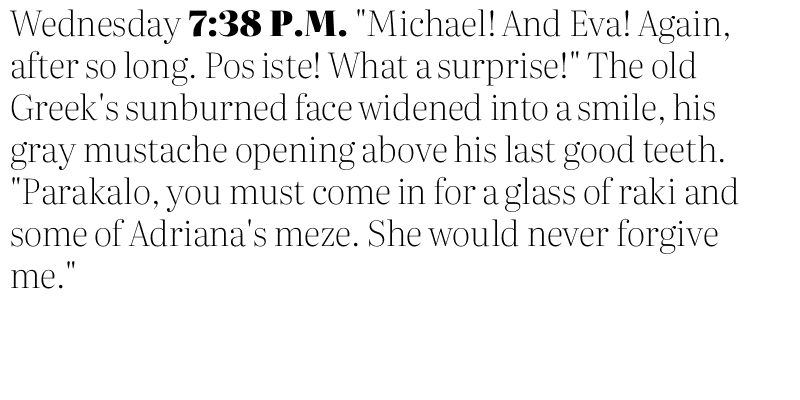 Wednesday 7:38 P.M. "Michael! And Eva! Again,
after so long. Pos iste! What a surprise!" The old
Greek's sunburned face widened into a smile, his
gray mustache opening above his last good teeth.
"Parakalo, you must come in for a glass of raki and
some of Adriana's meze. She would never forgive
me."